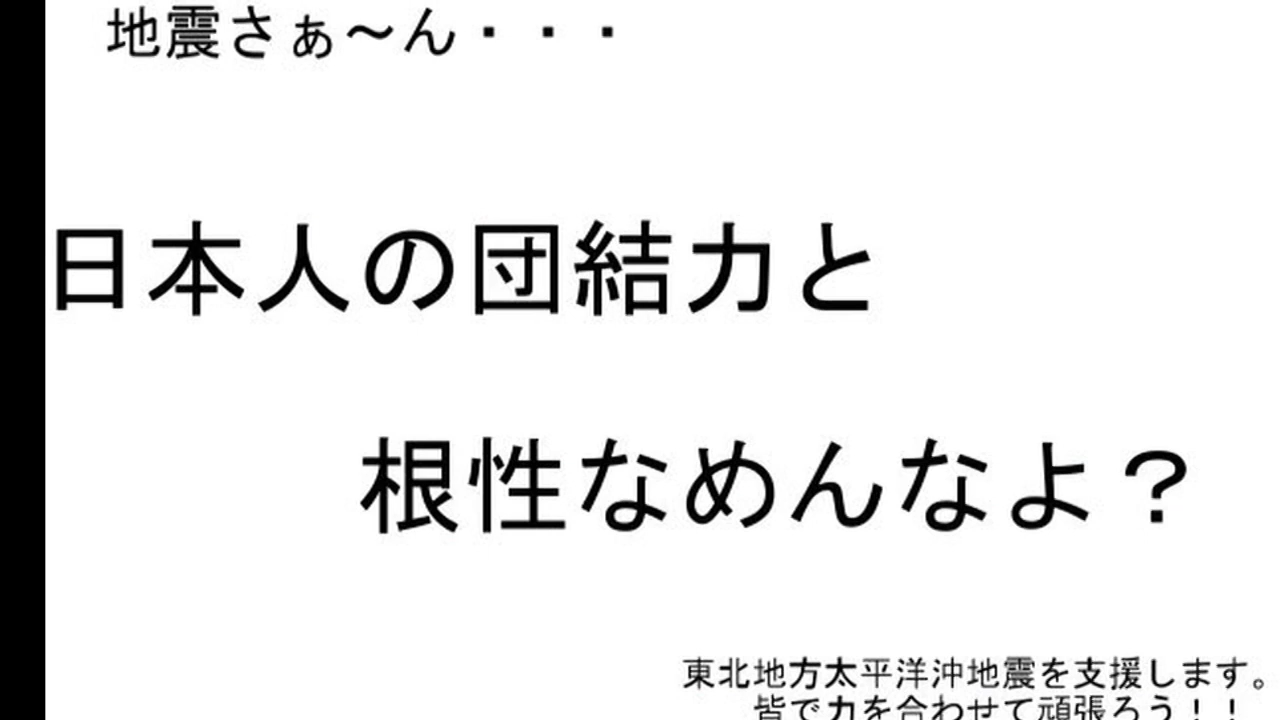 地震さぁ～ん・・・
日本人の団結力と
根性なめんなよ？
東北地方太平洋沖地震を支援します。
皆で力を合わせて頑張ろう！！